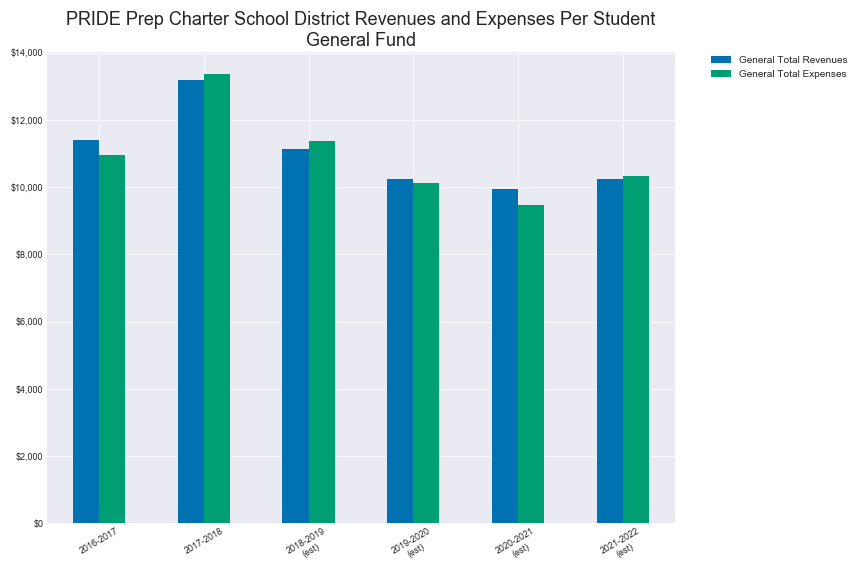 PRIDE Prep Charter School District Revenues and Expenses Per Student
General Fund
General Total Revenues
General Total Expenses
$14,000
$12,000
$10,000
$8,000
$6,000
$4,000
$2,000
$0
2016-2017
2017-2018
2018-2019
(est)
2019-2020
(est)
2020-2021
(est)
2021-2022
(est)